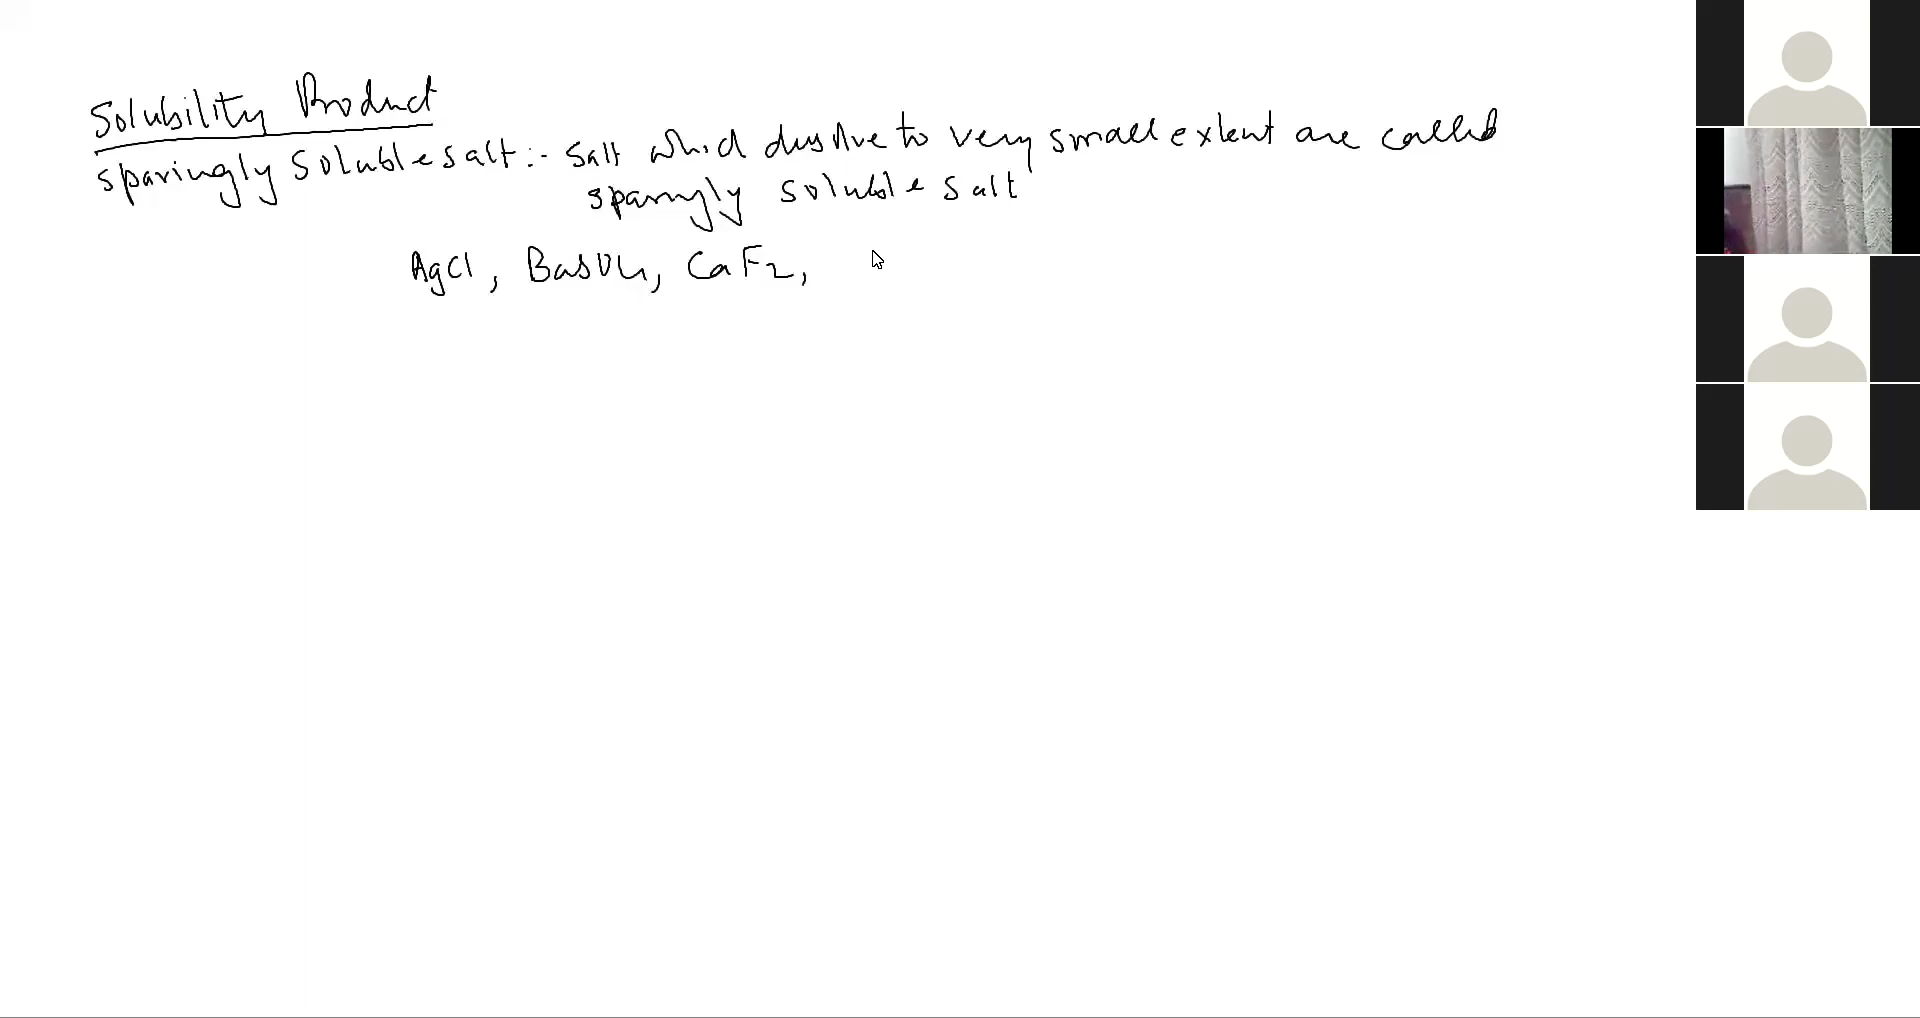 Solubility Product
sparingly soluble salt :- salt which dissolve to very small extent are called
sparingly soluble salt
AgCl, BaSO4, CaF2,